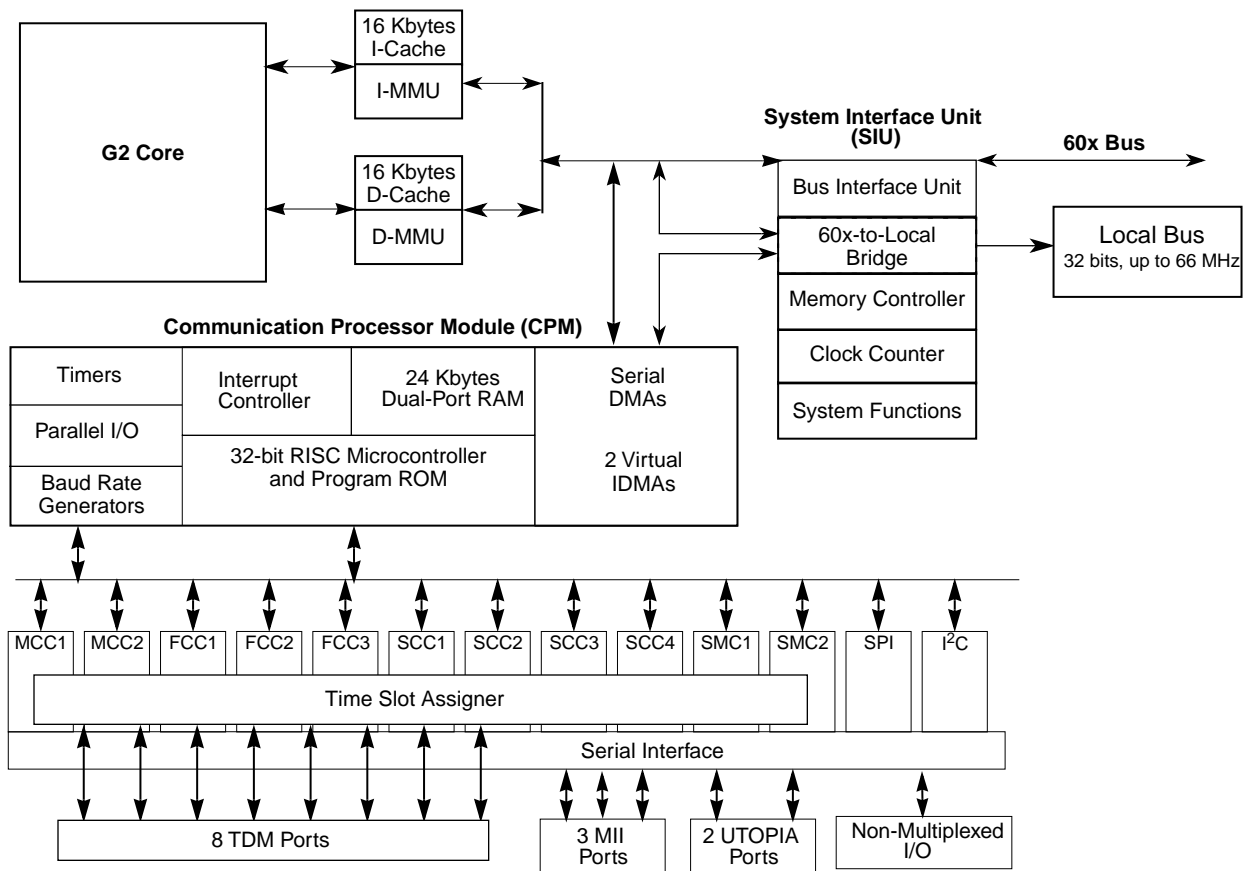 16 Kbytes
I-Cache
I-MMU
G2 Core
16 Kbytes
D-Cache
D-MMU
System Interface Unit
(SIU)
60x Bus
Bus Interface Unit
60x-to-Local
Bridge
Memory Controller
Clock Counter
System Functions
Local Bus
32 bits, up to 66 MHz
Communication Processor Module (CPM)
Timers
Parallel I/O
Baud Rate
Generators
Interrupt
Controller
24 Kbytes
Dual-Port RAM
32-bit RISC Microcontroller
and Program ROM
Serial
DMAs
2 Virtual
IDMAs
MCC1 MCC2 FCC1 FCC2 FCC3 SCC1 SCC2 SCC3 SCC4 SMC1 SMC2 SPI I²C
Time Slot Assigner
Serial Interface
8 TDM Ports
3 MII
Ports
2 UTOPIA
Ports
Non-Multiplexed
I/O